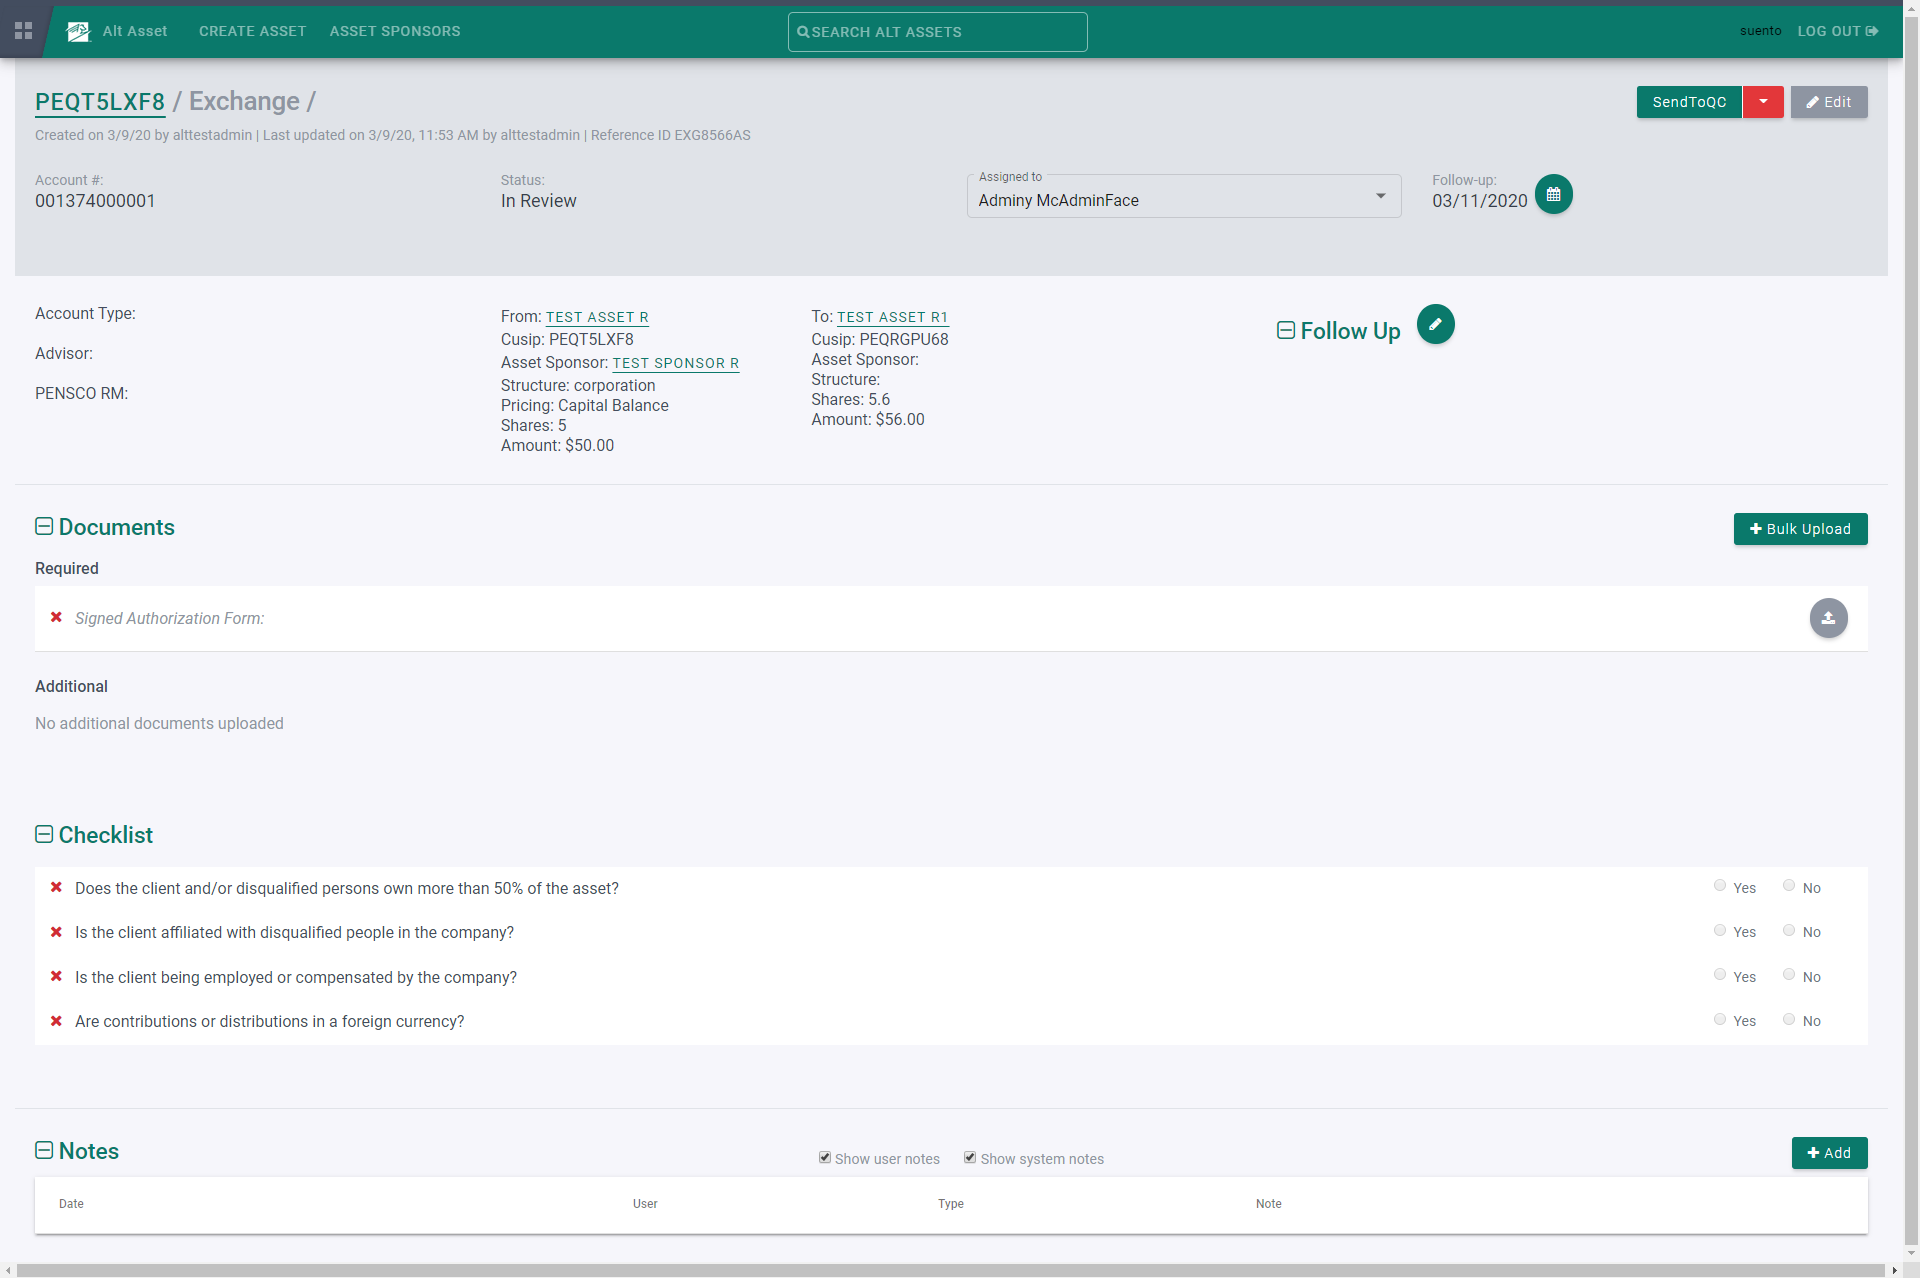 Alt Asset CREATE ASSET ASSET SPONSORS SEARCH ALT ASSETS suento LOG OUT
PEQT5LXF8 / Exchange /
SendToQC Edit
Created on 3/9/20 by alttestadmin | Last updated on 3/9/20, 11:53 AM by alttestadmin | Reference ID EXG8566AS
Account #:
001374000001
Status:
In Review
Assigned to
Adminy McAdminFace
Follow-up:
03/11/2020
Account Type:
Advisor:
PENSCO RM:
From: TEST ASSET R
Cusip: PEQT5LXF8
Asset Sponsor: TEST SPONSOR R
Structure: corporation
Pricing: Capital Balance
Shares: 5
Amount: $50.00
To: TEST ASSET R1
Cusip: PEQRGPU68
Asset Sponsor:
Structure:
Shares: 5.6
Amount: $56.00
Follow Up
Documents
Bulk Upload
Required
Signed Authorization Form:
Additional
No additional documents uploaded
Checklist
Does the client and/or disqualified persons own more than 50% of the asset? Yes No
Is the client affiliated with disqualified people in the company? Yes No
Is the client being employed or compensated by the company? Yes No
Are contributions or distributions in a foreign currency? Yes No
Notes
Show user notes Show system notes
Add
Date User Type Note